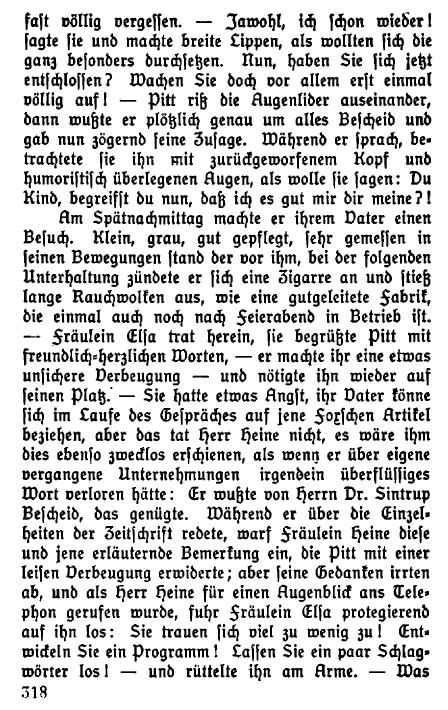 fast völlig vergessen. — Jawohl, ich schon wieder!
sagte sie und machte breite Lippen, als wollten sich die
ganz besonders durchsetzen. Nun, haben Sie sich jetzt
entschlossen? Wachen Sie doch vor allem erst einmal
völlig auf! — Pitt riß die Augenlider auseinander,
dann wußte er plötzlich genau um alles Bescheid und
gab nun zögernd seine Zusage. Während er sprach, be-
trachtete sie ihn mit zurückgeworfenem Kopf und
humoristisch überlegenen Augen, als wolle sie sagen: Du
Kind, begreifst du nun, daß ich es gut mir dir meine?!
Am Spätnachmittag machte er ihrem Vater einen
Besuch. Klein, grau, gut gepflegt, sehr gemessen in
seinen Bewegungen stand der vor ihm, bei der folgenden
Unterhaltung zündete er sich eine Zigarre an und stieß
lange Rauchwolken aus, wie eine gutgeleitete Fabrik,
die einmal auch noch nach Feierabend in Betrieb ist.
— Fräulein Elsa trat herein, sie begrüßte Pitt mit
freundlich-herzlichen Worten, — er machte ihr eine etwas
unsichere Verbeugung — und nötigte ihn wieder auf
seinen Platz. — Sie hatte etwas Angst, ihr Vater könne
sich im Laufe des Gespräches auf jene Forschen Artikel
beziehen, aber das tat Herr Heine nicht, es wäre ihm
dies ebenso zwecklos erschienen, als wenn er über eigene
vergangene Unternehmungen irgendein überflüssiges
Wort verloren hätte: Er wußte von Herrn Dr. Sintrup
Bescheid, das genügte. Während er über die Einzel-
heiten der Zeitschrift redete, warf Fräulein Heine diese
und jene erläuternde Bemerkung ein, die Pitt mit einer
leisen Verbeugung erwiderte; aber seine Gedanken irrten
ab, und als Herr Heine für einen Augenblick ans Tele-
phon gerufen wurde, fuhr Fräulein Elsa protegierend
auf ihn los: Sie trauen sich viel zu wenig zu! Ent-
wickeln Sie ein Programm! Lassen Sie ein paar Schlag-
wörter los! — und rüttelte ihn am Arme. — Was
318